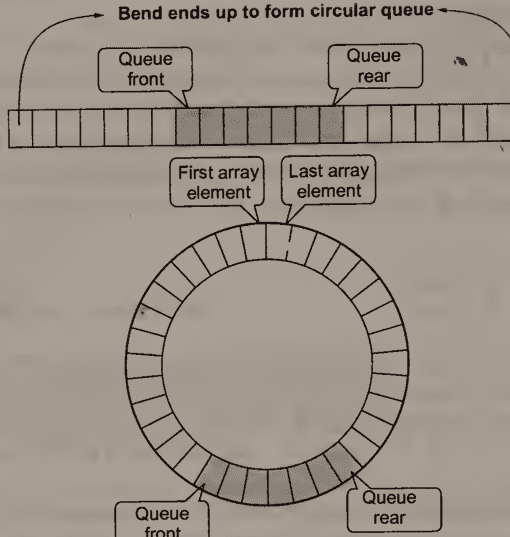 Bend ends up to form circular queue
Queue
front
Queue
rear
First array
element
Last array
element
Queue
front
Queue
rear